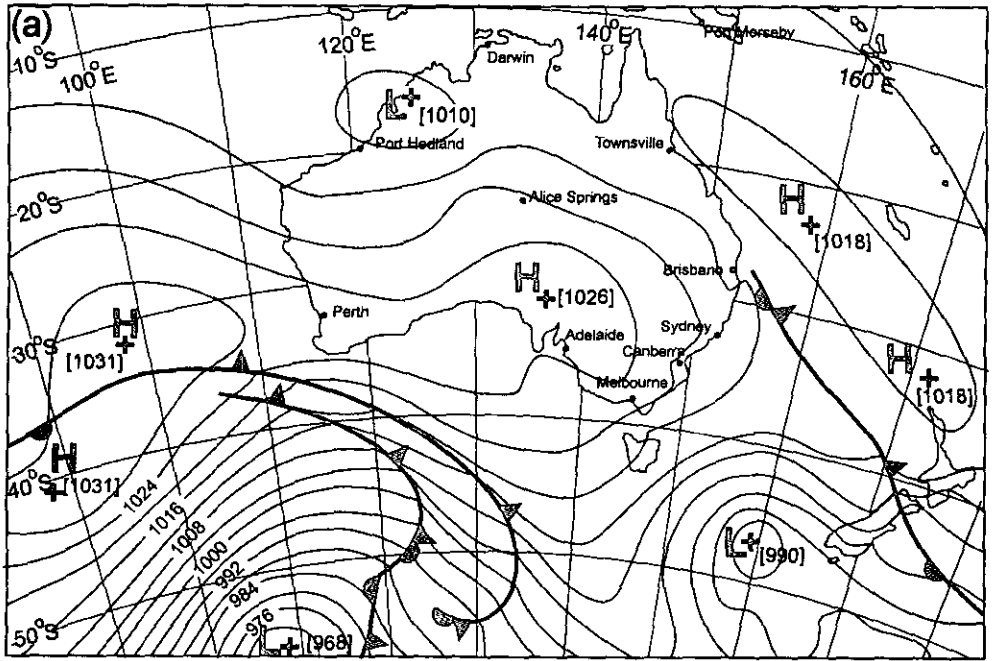 (a)
10°S
100°E
120°E
140°E
Port Moresby
160°E
Darwin
L
[1010]
Port Hedland
Townsville
20°S
Alice Springs
H
[1018]
H
[1026]
Brisbane
Perth
H
[1031]
30°S
Adelaide
Sydney
Canberra
Melbourne
H
[1018]
H
[1031]
40°S
1024
1016
1008
1000
992
984
976
L
[990]
L
[968]
50°S